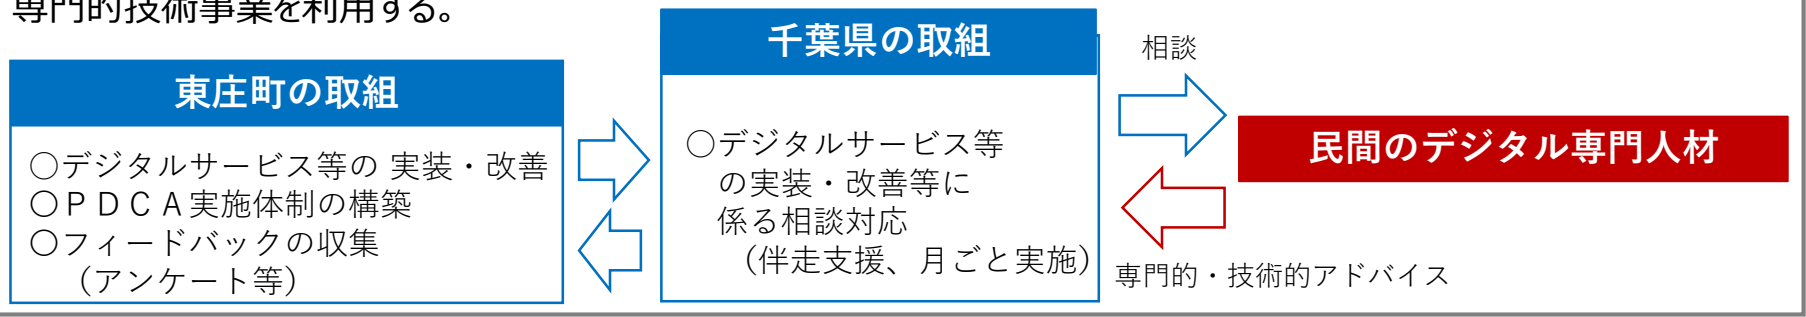 専門的技術事業を利用する。
東庄町の取組
○デジタルサービス等の 実装・改善
○ＰＤＣＡ実施体制の構築
○フィードバックの収集
（アンケート等）
千葉県の取組
○デジタルサービス等
の実装・改善等に
係る相談対応
（伴走支援、月ごと実施）
相談
民間のデジタル専門人材
専門的・技術的アドバイス